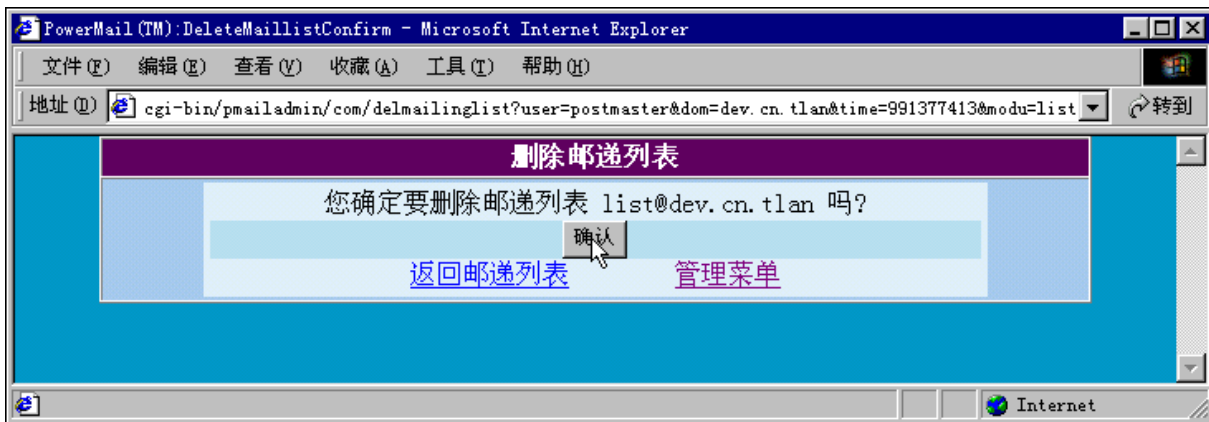 PowerMail(TM):DeleteMaillistConfirm - Microsoft Internet Explorer
文件(F) 编辑(E) 查看(V) 收藏(A) 工具(T) 帮助(H)
地址(D) cgi-bin/pmailadmin/com/delmailinglist?user=postmaster&dom=dev.cn.tlan&time=991377413&modu=list 转到
删除邮递列表
您确定要删除邮递列表 list@dev.cn.tlan 吗?
确认
返回邮递列表 管理菜单
Internet